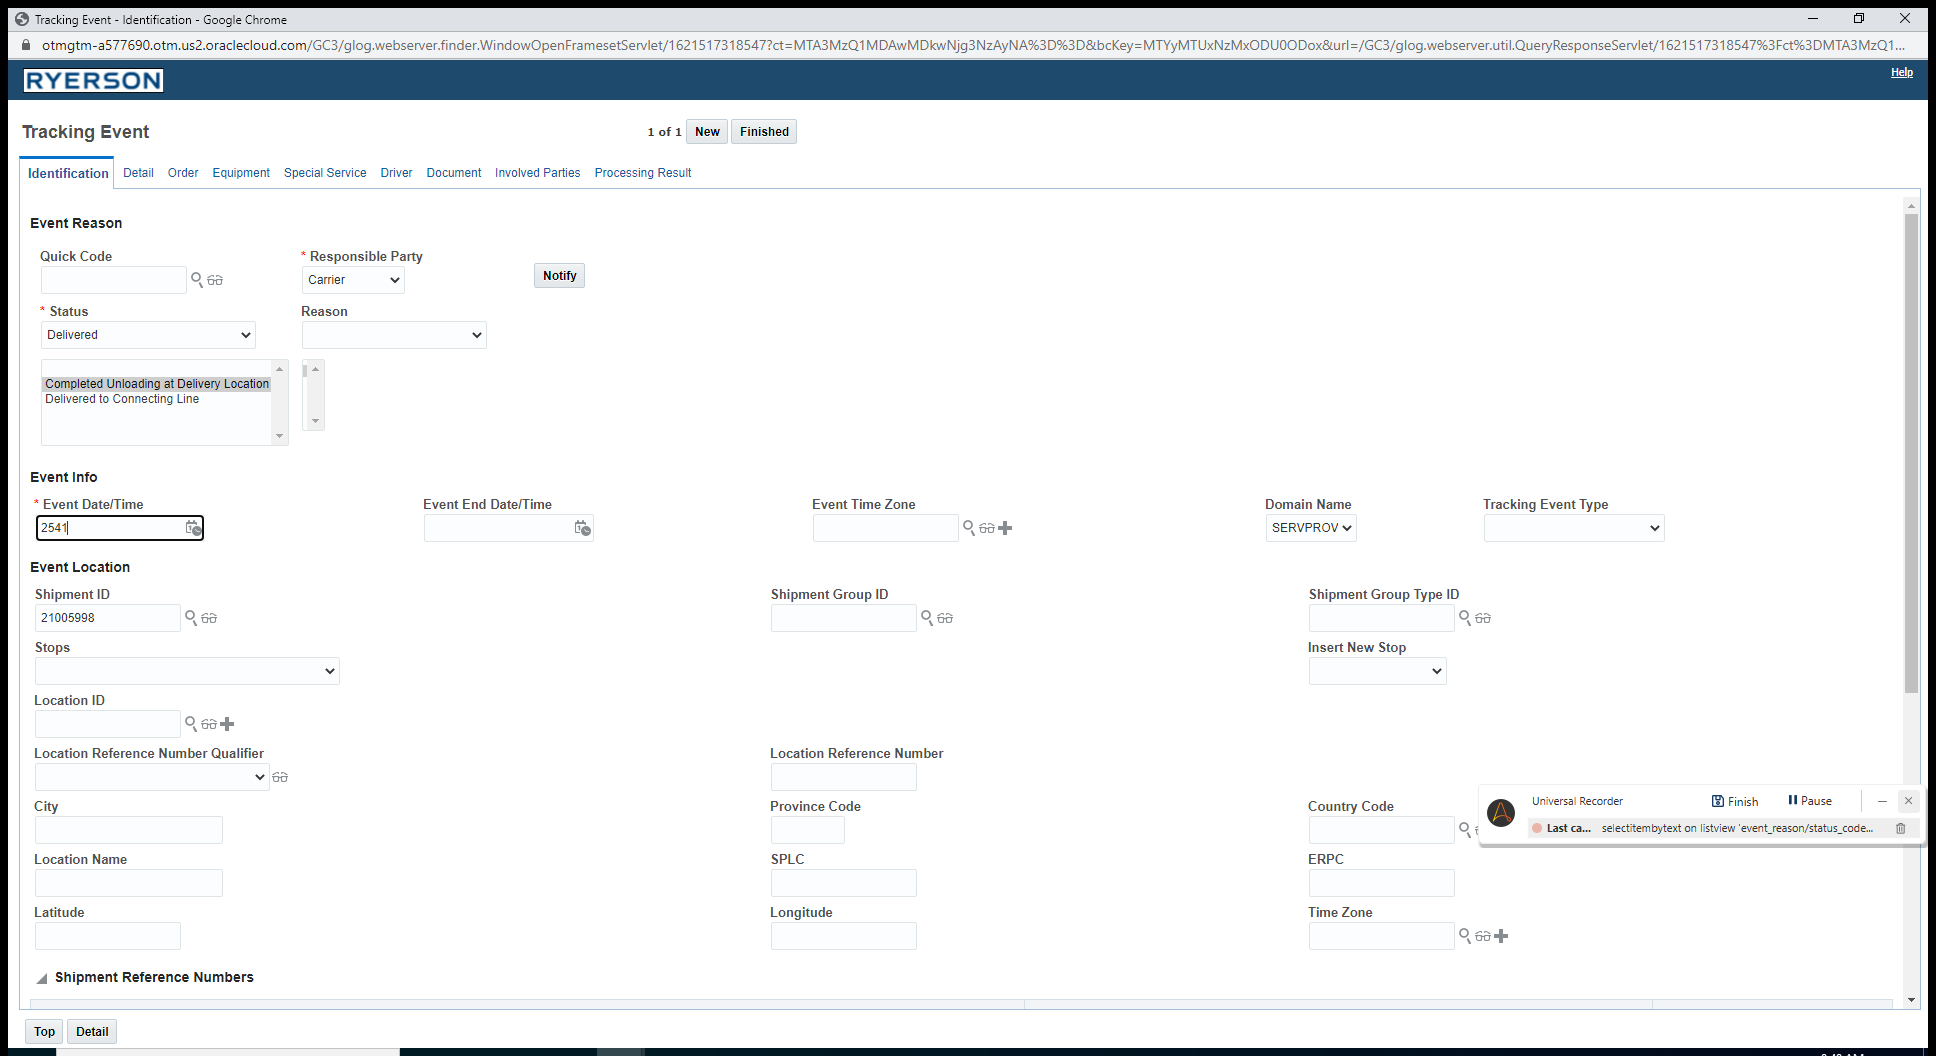 Tracking Event - Identification - Google Chrome
otmgtm-a577690.otm.us2.oraclecloud.com/GC3/glog.webserver.finder.WindowOpenFramesetServlet/1621517318547?ct=MTA3MzQ1MDAwMDkwNjg3NzAyNA%3D%3D&bcKey=MTYyMTUxNzMxODU0ODox&url=/GC3/glog.webserver.util.QueryResponseServlet/1621517318547%3Fct%3DMTA3MzQ1...
RYERSON
Help
Tracking Event
1 of 1 New Finished
Identification Detail Order Equipment Special Service Driver Document Involved Parties Processing Result
Event Reason
Quick Code
* Responsible Party
Carrier
Notify
* Status
Reason
Delivered
Completed Unloading at Delivery Location
Delivered to Connecting Line
Event Info
* Event Date/Time
Event End Date/Time
Event Time Zone
Domain Name
Tracking Event Type
2541
SERVPROV
Event Location
Shipment ID
Shipment Group ID
Shipment Group Type ID
21005998
Stops
Insert New Stop
Location ID
Location Reference Number Qualifier
Location Reference Number
City
Province Code
Country Code
Universal Recorder
Finish
Pause
Last ca... selectitembytext on listview 'event_reason/status_code...
Location Name
SPLC
ERPC
Latitude
Longitude
Time Zone
Shipment Reference Numbers
Top Detail